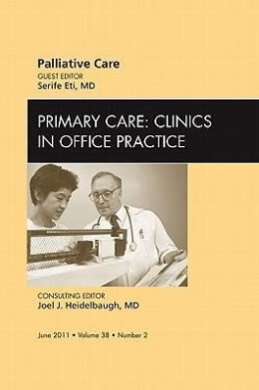 Palliative Care
GUEST EDITOR
Serife Eti, MD
PRIMARY CARE: CLINICS
IN OFFICE PRACTICE
CONSULTING EDITOR
Joel J. Heidelbaugh, MD
June 2011 • Volume 38 • Number 2